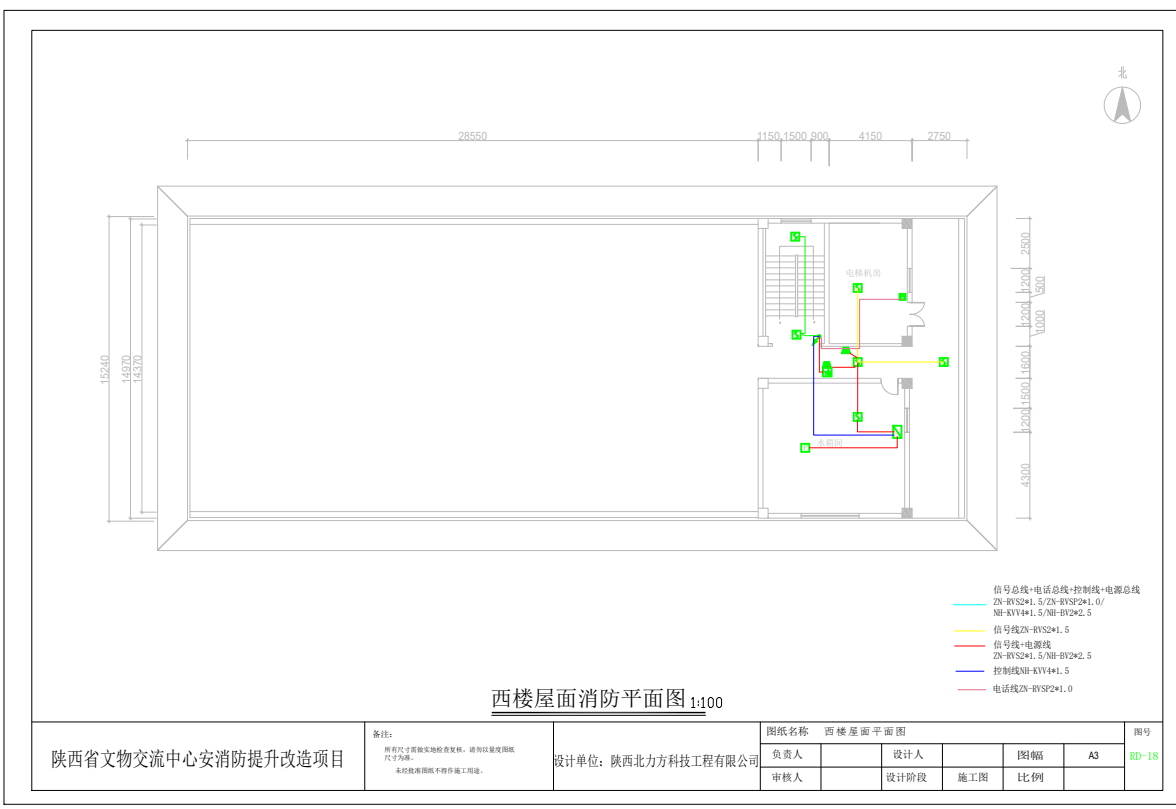 北
28550
1150 1500 900 4150 2750
电梯机房
水箱间
15240
14970
14370
2500
1200
500
1200
1000
1600
1500
1200
4300
信号总线+电话总线+控制线+电源总线
ZN-RVS2*1.5/ZN-RVSP2*1.0/
NH-KVV4*1.5/NH-BV2*2.5
信号线ZN-RVS2*1.5
信号线+电源线
ZN-RVS2*1.5/NH-BV2*2.5
控制线NH-KVV4*1.5
电话线ZN-RVSP2*1.0
西楼屋面消防平面图 1:100
陕西省文物交流中心安消防提升改造项目
备注:
所有尺寸需做实地检查复核，请勿以量度图纸
尺寸为准。
未经批准图纸不得作施工用途。
设计单位: 陕西北力方科技工程有限公司
图纸名称 西楼屋面平面图 图号
负责人 设计人 图幅 A3 RD-18
审核人 设计阶段 施工图 比例